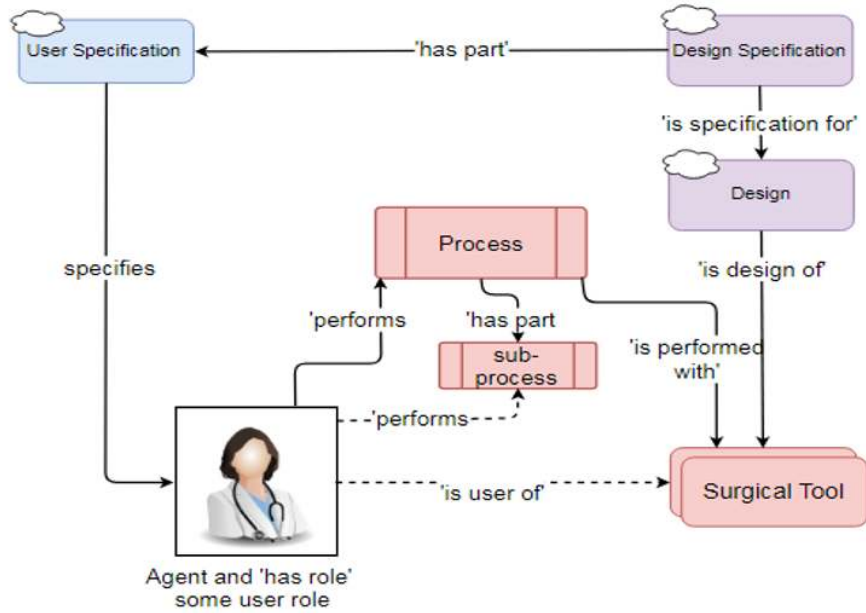 User Specification
'has part'
Design Specification
'is specification for'
Design
Process
specifies
'is design of'
'performs
'has part
'is performed
with'
sub-
process
'performs
'is user of'
Surgical Tool
Agent and 'has role'
some user role